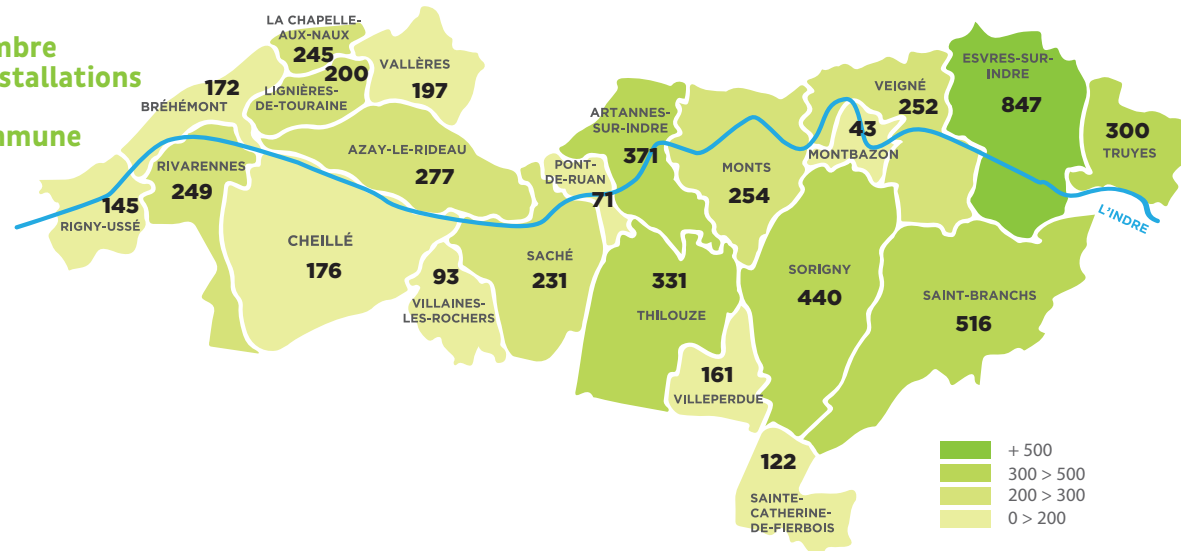 mbre
stallations
mmune
LA CHAPELLE-
AUX-NAUX
245
200
LIGNIÈRES-
DE-TOURAINE
VALLÈRES
197
172
BRÉHÉMONT
RIVARENNES
249
145
RIGNY-USSÉ
AZAY-LE-RIDEAU
277
CHEILLÉ
176
93
VILLAINES-
LES-ROCHERS
SACHÉ
231
PONT-
DE-RUAN
71
ARTANNES-
SUR-INDRE
371
MONTS
254
VEIGNÉ
252
43
MONTBAZON
ESVRES-SUR-
INDRE
847
300
TRUYES
L'INDRE
331
THILOUZE
SORIGNY
440
SAINT-BRANCHS
516
161
VILLEPERDUE
122
SAINTE-
CATHERINE-
DE-FIERBOIS
+ 500
300 > 500
200 > 300
0 > 200